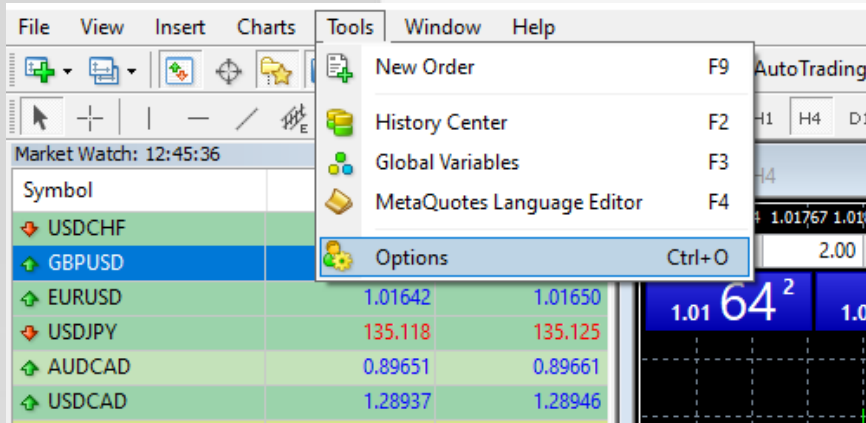 File View Insert Charts Tools Window Help
New Order F9
AutoTrading
History Center F2
H4
Market Watch: 12:45:36
Global Variables F3
Symbol
MetaQuotes Language Editor F4
USDCHF
2.00
GBPUSD
Options Ctrl+O
EURUSD 1.01642 1.01650
1.01 64 2
USDJPY 135.118 135.125
AUDCAD 0.89651 0.89661
USDCAD 1.28937 1.28946